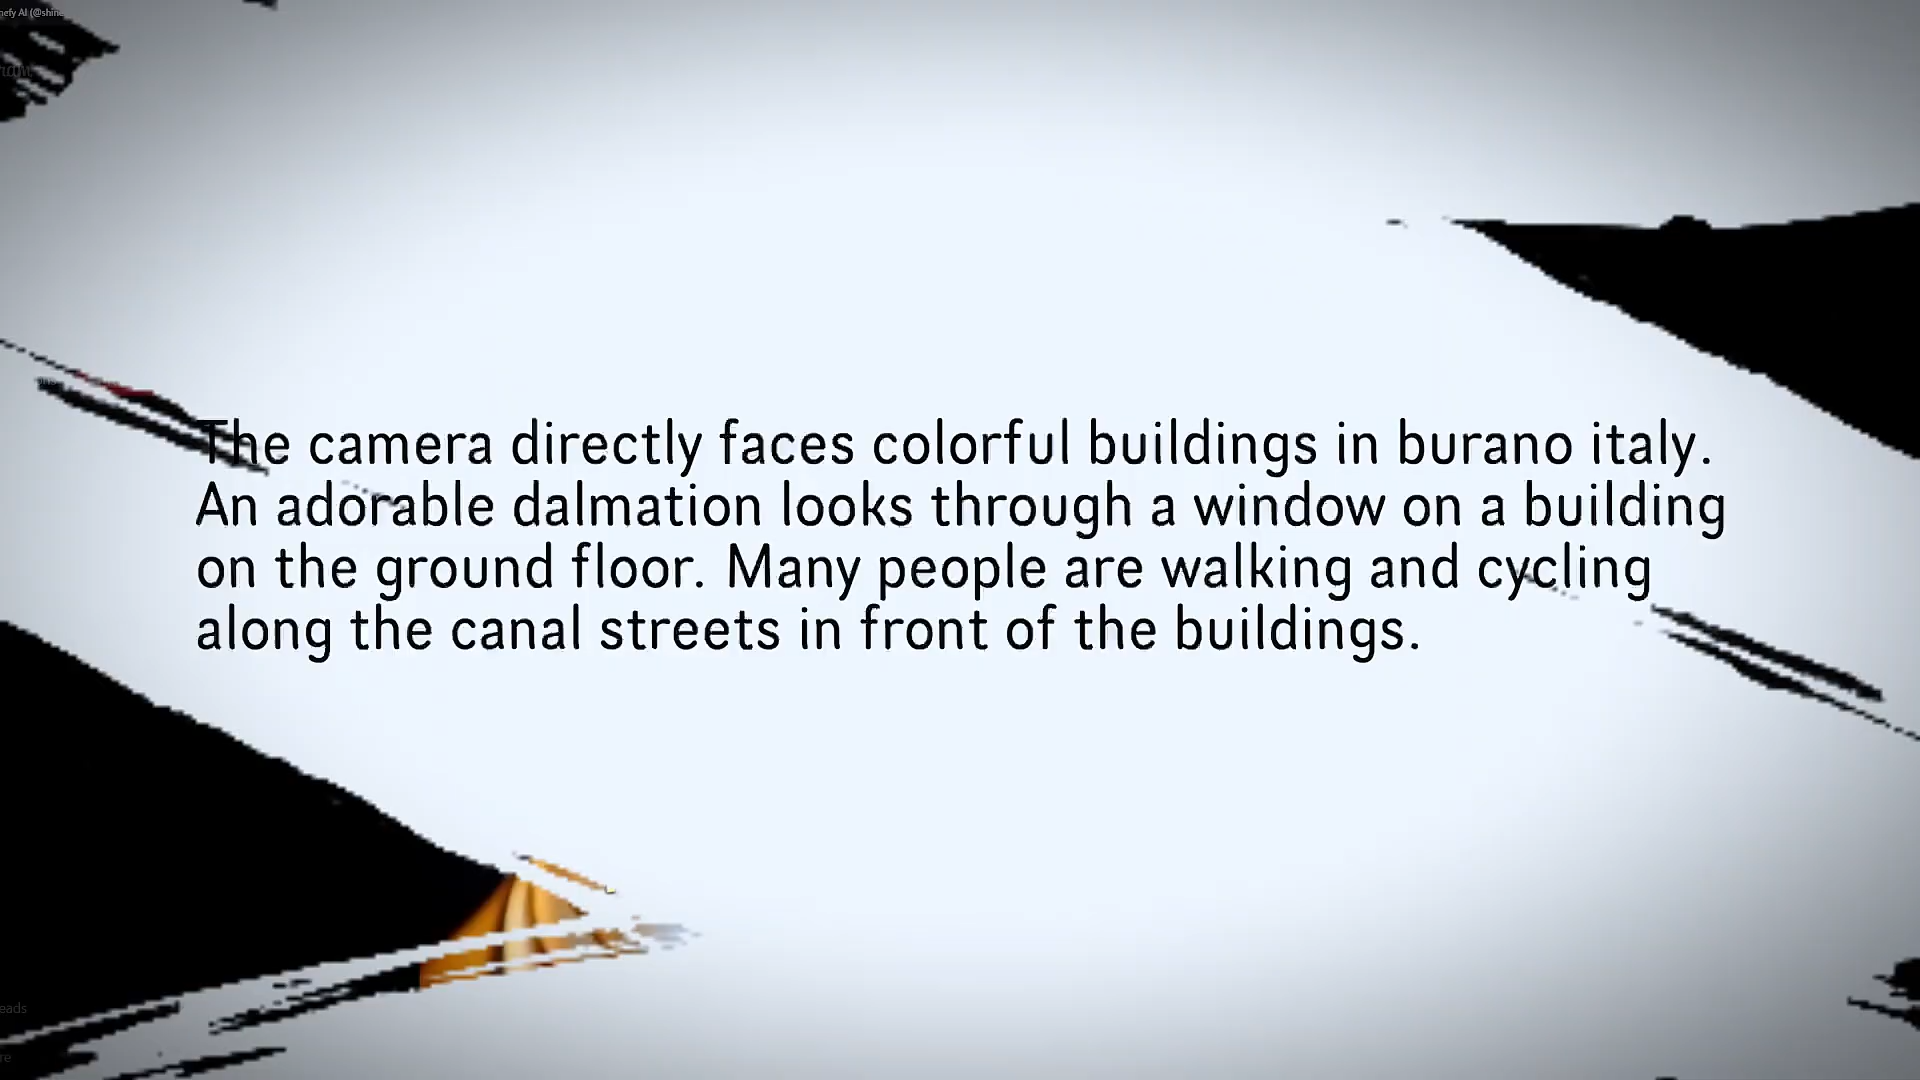 The camera directly faces colorful buildings in burano italy.
An adorable dalmation looks through a window on a building
on the ground floor. Many people are walking and cycling
along the canal streets in front of the buildings.